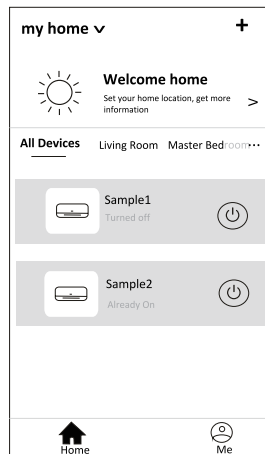 my home
Welcome home
Set your home location, get more
information
All Devices Living Room Master Bedroom
Sample1
Turned off
Sample2
Already On
Home Me